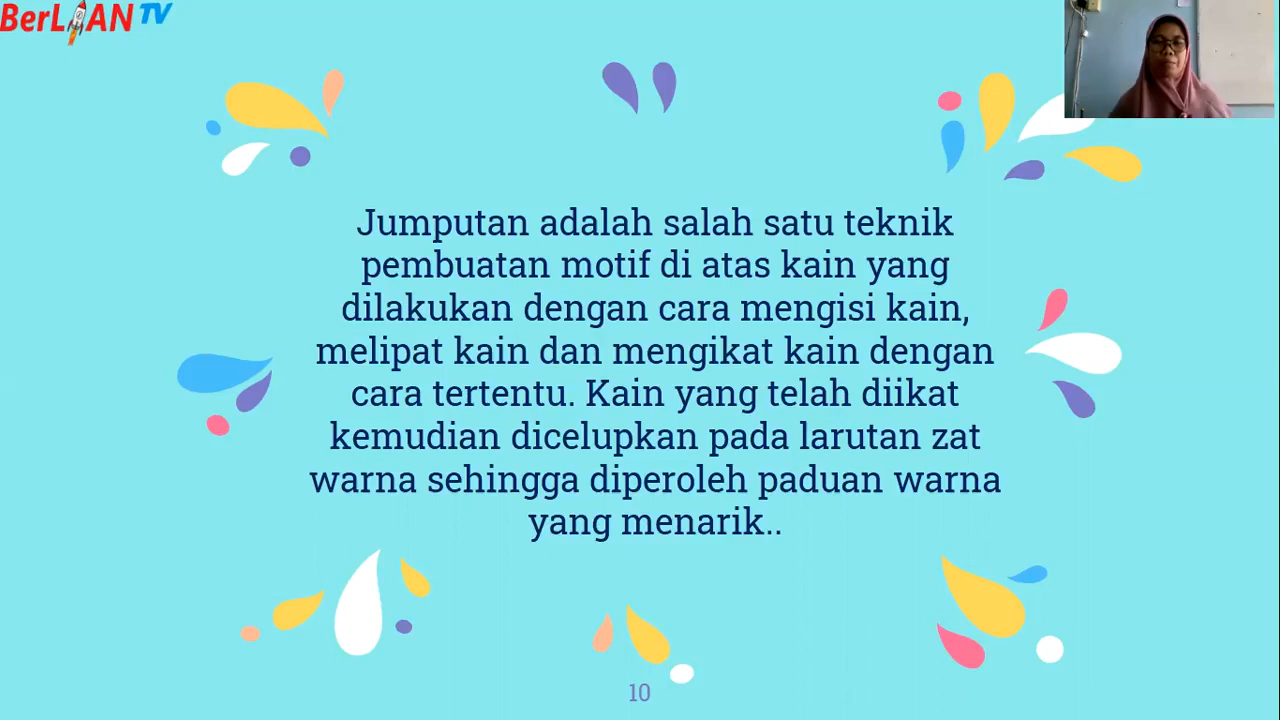 BerLiAN TV
Jumputan adalah salah satu teknik
pembuatan motif di atas kain yang
dilakukan dengan cara mengisi kain,
melipat kain dan mengikat kain dengan
cara tertentu. Kain yang telah diikat
kemudian dicelupkan pada larutan zat
warna sehingga diperoleh paduan warna
yang menarik..
10